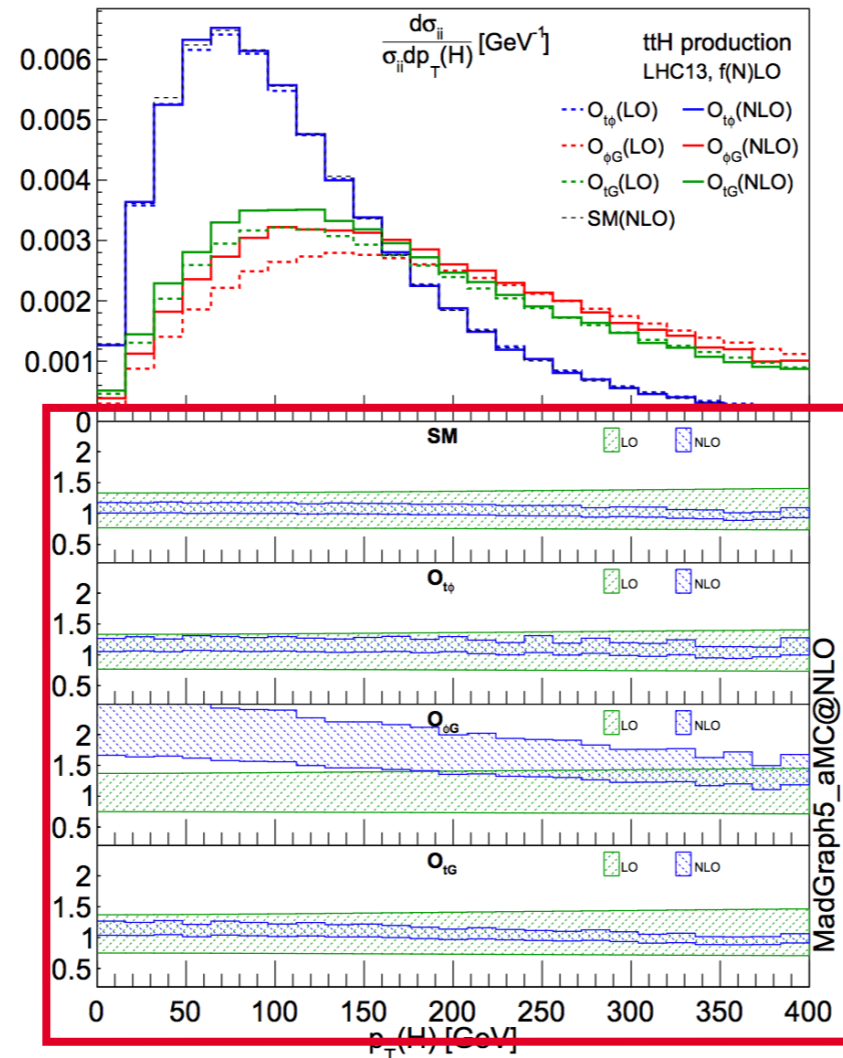 dσii / σii dpT(H) [GeV⁻¹]
ttH production
LHC13, f(N)LO
Otϕ(LO) Otϕ(NLO)
OϕG(LO) OϕG(NLO)
OtG(LO) OtG(NLO)
SM(NLO)
0.006
0.005
0.004
0.003
0.002
0.001
0
SM
LO NLO
2
1.5
1
0.5
Otϕ
LO NLO
2
1.5
1
0.5
OϕG
LO NLO
2
1.5
1
0.5
OtG
LO NLO
2
1.5
1
0.5
0 50 100 150 200 250 300 350 400
pT(H) [GeV]
MadGraph5_aMC@NLO